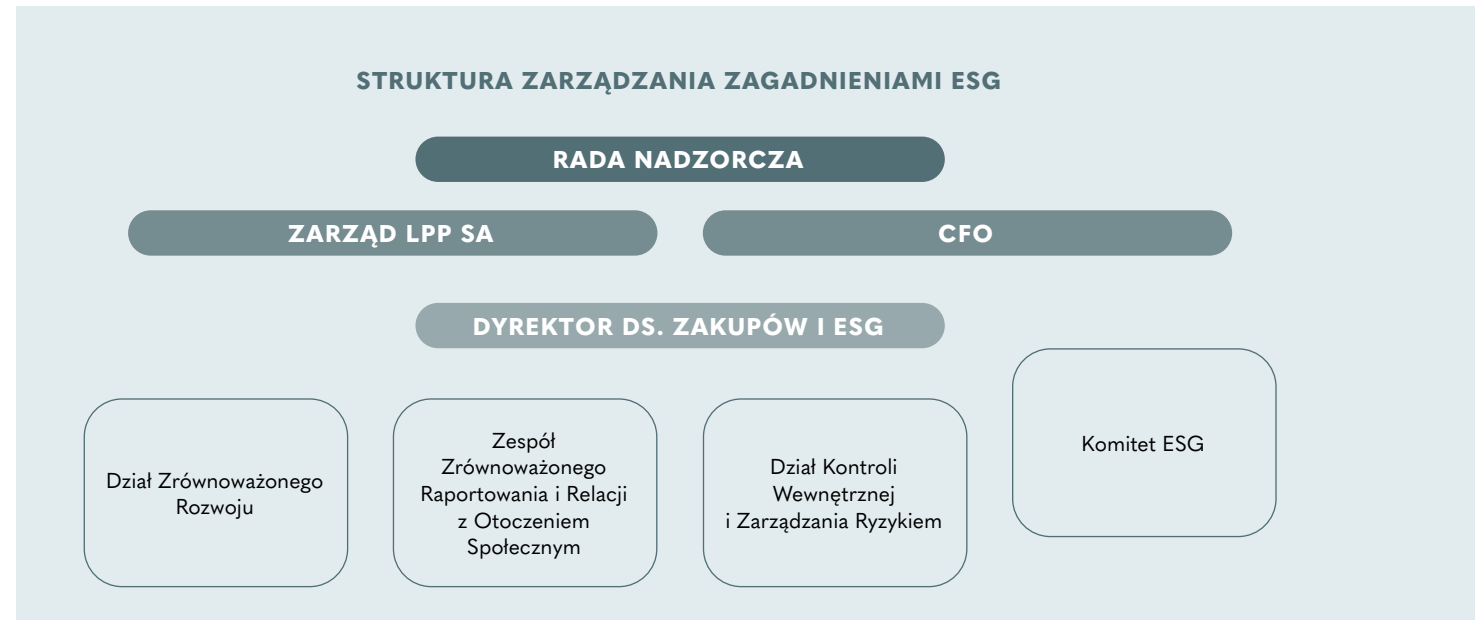 STRUKTURA ZARZĄDZANIA ZAGADNIENIAMI ESG
RADA NADZORCZA
ZARZĄD LPP SA
CFO
DYREKTOR DS. ZAKUPÓW I ESG
Dział Zrównoważonego
Rozwoju
Zespół
Zrównoważonego
Raportowania i Relacji
z Otoczeniem
Społecznym
Dział Kontroli
Wewnętrznej
i Zarządzania Ryzykiem
Komitet ESG